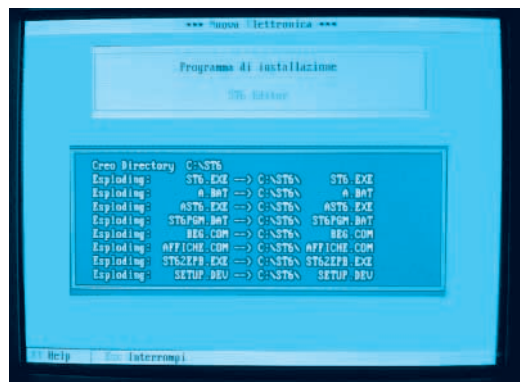 *** Nuova Elettronica ***
Programma di installazione
ST6 Editor
Creo Directory C:\ST6
Exploding: ST6.EXE --> C:\ST6\ ST6.EXE
Exploding: A.BAT --> C:\ST6\ A.BAT
Exploding: AST6.EXE --> C:\ST6\ AST6.EXE
Exploding: ST6PGM.BAT --> C:\ST6\ ST6PGM.BAT
Exploding: BEG.COM --> C:\ST6\ BEG.COM
Exploding: AFFICHE.COM --> C:\ST6\ AFFICHE.COM
Exploding: ST62EPB.EXE --> C:\ST6\ ST62EPB.EXE
Exploding: SETUP.DEV --> C:\ST6\ SETUP.DEV
Help | Esc Interrompi